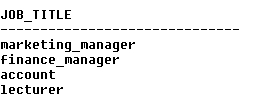 JOB_TITLE
------------------------------
marketing_manager
finance_manager
account
lecturer